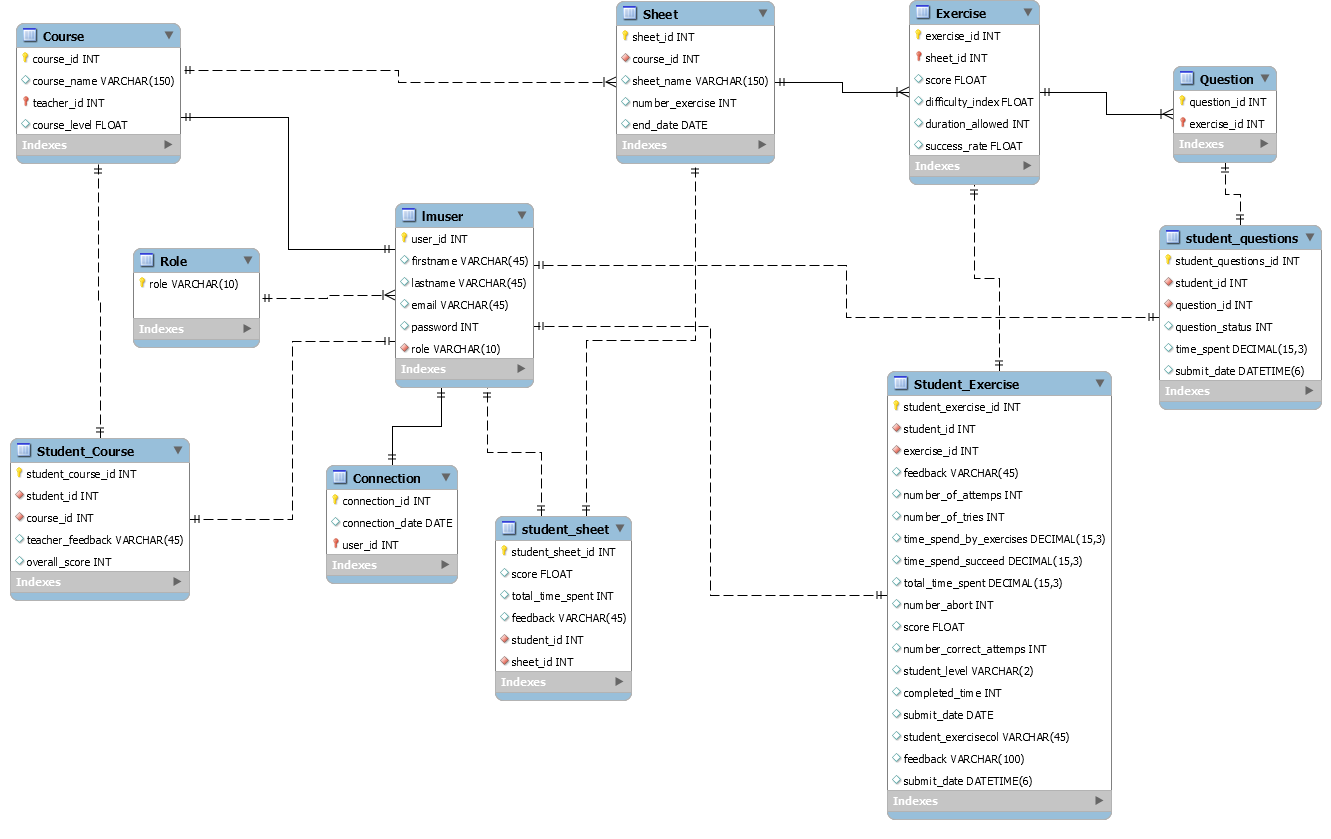 Course
course_id INT
course_name VARCHAR(150)
teacher_id INT
course_level FLOAT
Indexes
Sheet
sheet_id INT
course_id INT
sheet_name VARCHAR(150)
number_exercise INT
end_date DATE
Indexes
Exercise
exercise_id INT
sheet_id INT
score FLOAT
difficulty_index FLOAT
duration_allowed INT
success_rate FLOAT
Indexes
Question
question_id INT
exercise_id INT
Indexes
Role
role VARCHAR(10)
Indexes
lmuser
user_id INT
firstname VARCHAR(45)
lastname VARCHAR(45)
email VARCHAR(45)
password INT
role VARCHAR(10)
Indexes
student_questions
student_questions_id INT
student_id INT
question_id INT
question_status INT
time_spent DECIMAL(15,3)
submit_date DATETIME(6)
Indexes
Student_Course
student_course_id INT
student_id INT
course_id INT
teacher_feedback VARCHAR(45)
overall_score INT
Indexes
Connection
connection_id INT
connection_date DATE
user_id INT
Indexes
student_sheet
student_sheet_id INT
score FLOAT
total_time_spent INT
feedback VARCHAR(45)
student_id INT
sheet_id INT
Indexes
Student_Exercise
student_exercise_id INT
student_id INT
exercise_id INT
feedback VARCHAR(45)
number_of_attemps INT
number_of_tries INT
time_spend_by_exercises DECIMAL(15,3)
time_spend_succeed DECIMAL(15,3)
total_time_spent DECIMAL(15,3)
number_abort INT
score FLOAT
number_correct_attemps INT
student_level VARCHAR(2)
completed_time INT
submit_date DATE
student_exercisecol VARCHAR(45)
feedback VARCHAR(100)
submit_date DATETIME(6)
Indexes